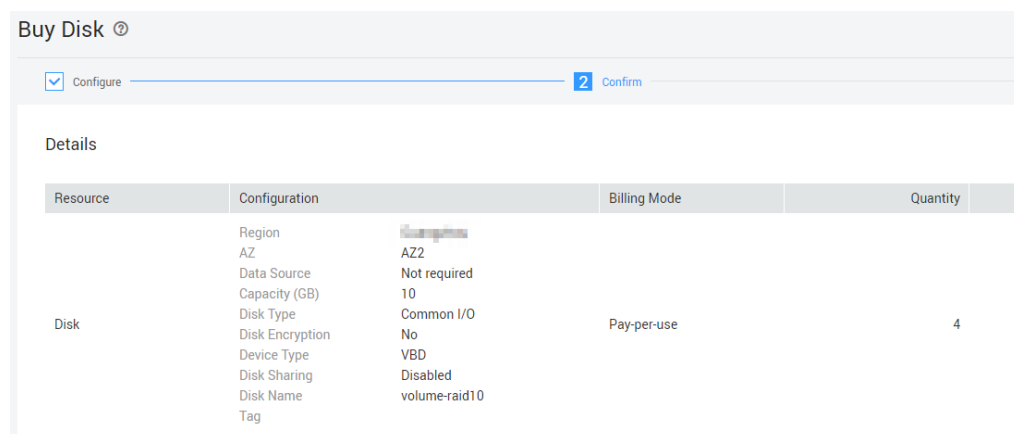 Buy Disk ?
Configure 2 Confirm
Details
Resource Configuration Billing Mode Quantity
Region
AZ AZ2
Data Source Not required
Capacity (GB) 10
Disk Type Common I/O
Disk Pay-per-use 4
Disk Encryption No
Device Type VBD
Disk Sharing Disabled
Disk Name volume-raid10
Tag